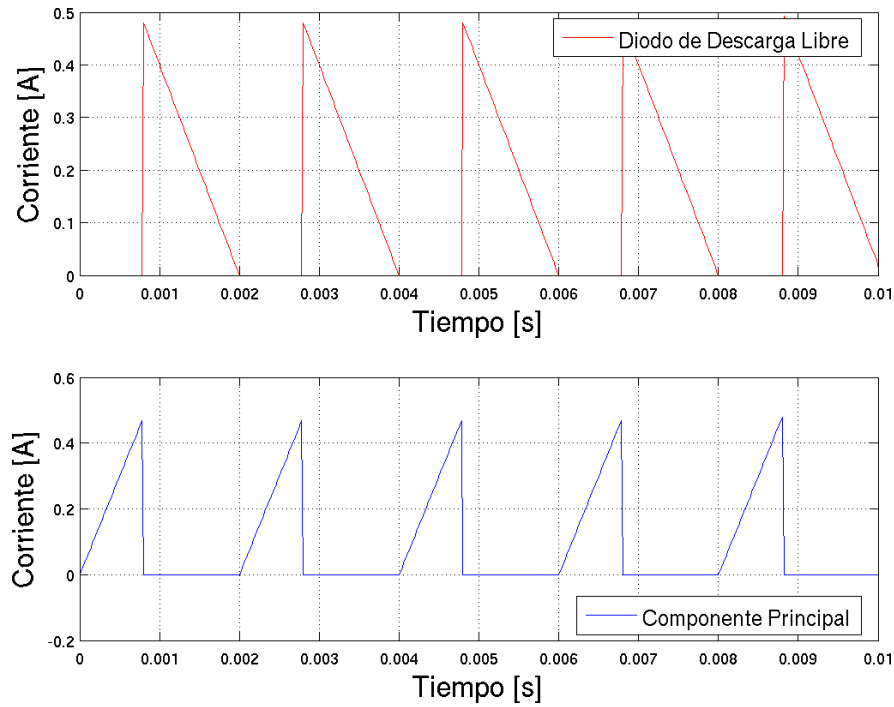 0.5
0.4
0.3
0.2
0.1
0
Corriente [A]
Diodo de Descarga Libre
0 0.001 0.002 0.003 0.004 0.005 0.006 0.007 0.008 0.009 0.01
Tiempo [s]
0.6
0.4
0.2
0
-0.2
Corriente [A]
Componente Principal
0 0.001 0.002 0.003 0.004 0.005 0.006 0.007 0.008 0.009 0.01
Tiempo [s]